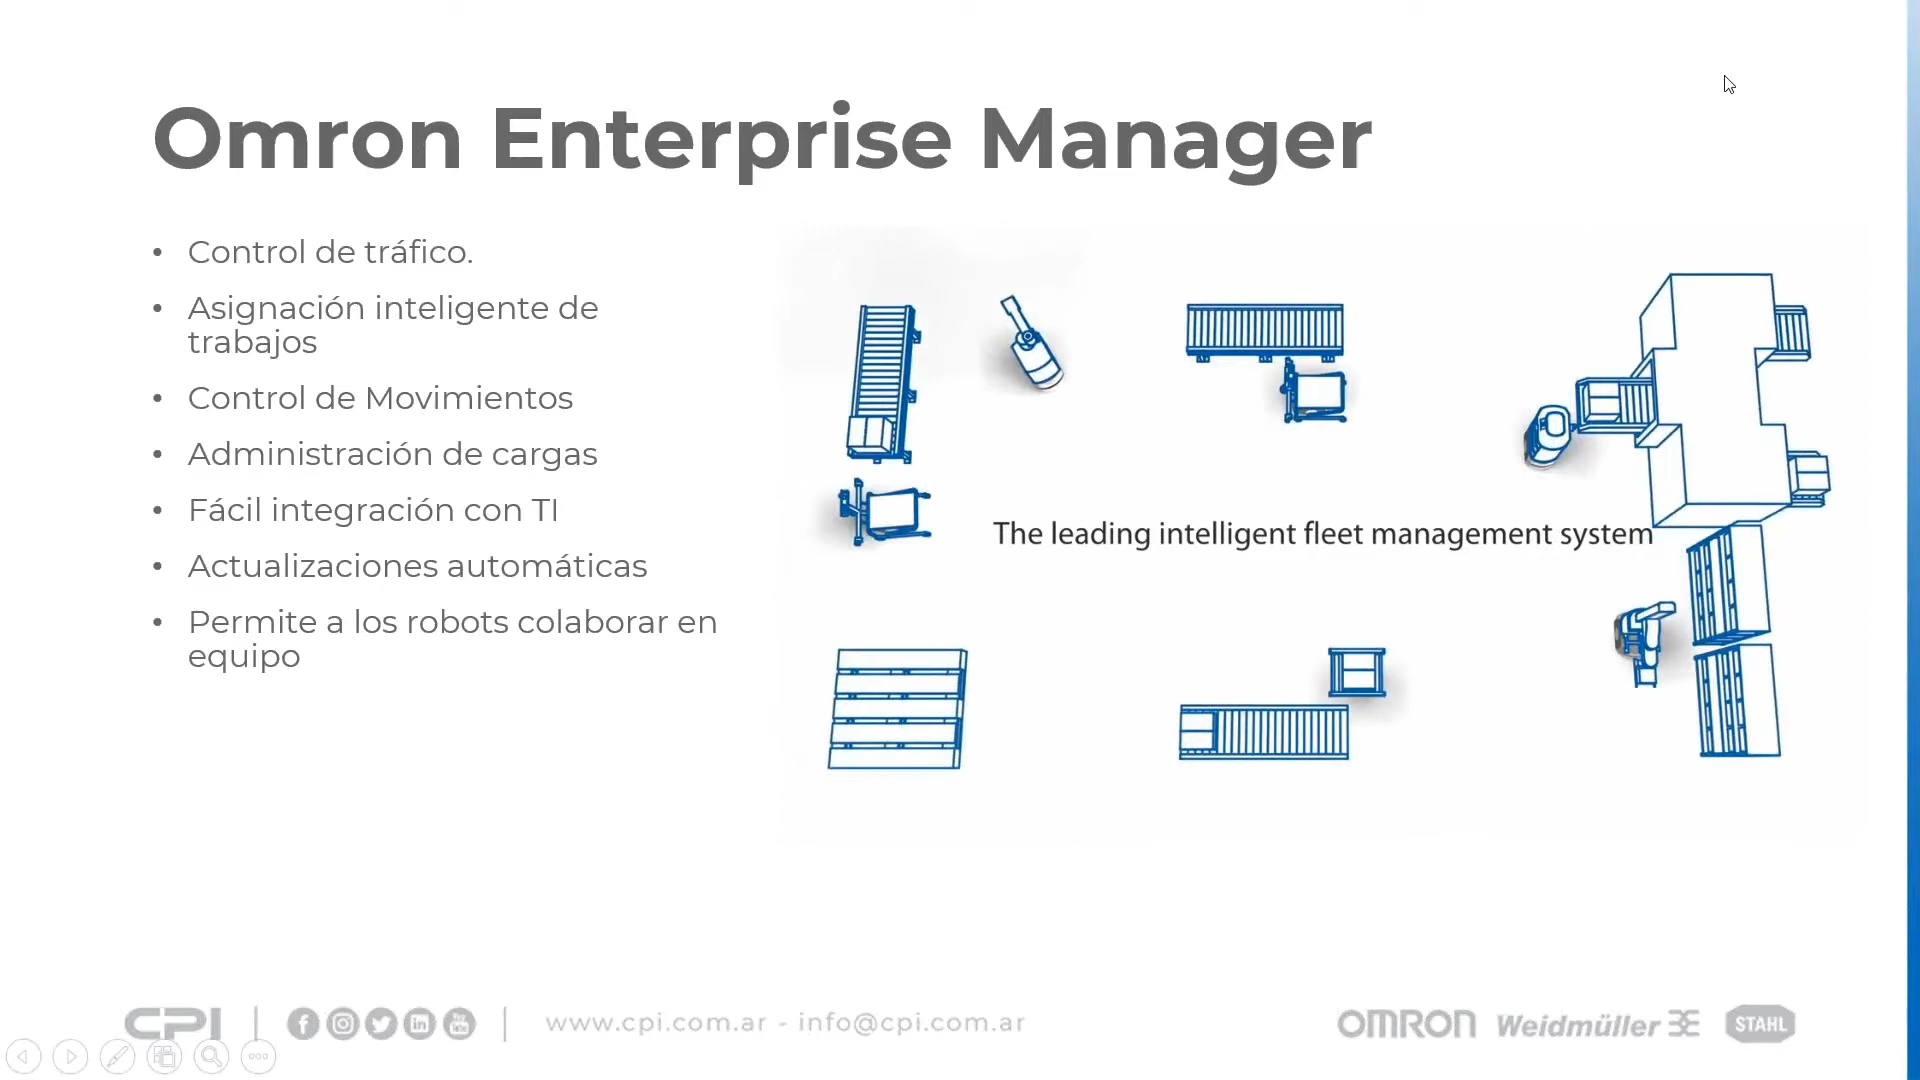 Omron Enterprise Manager
• Control de tráfico.
• Asignación inteligente de
trabajos
• Control de Movimientos
• Administración de cargas
• Fácil integración con TI
• Actualizaciones automáticas
• Permite a los robots colaborar en
equipo
The leading intelligent fleet management system
CPI | | www.cpi.com.ar - info@cpi.com.ar
OMRON Weidmüller STAHL